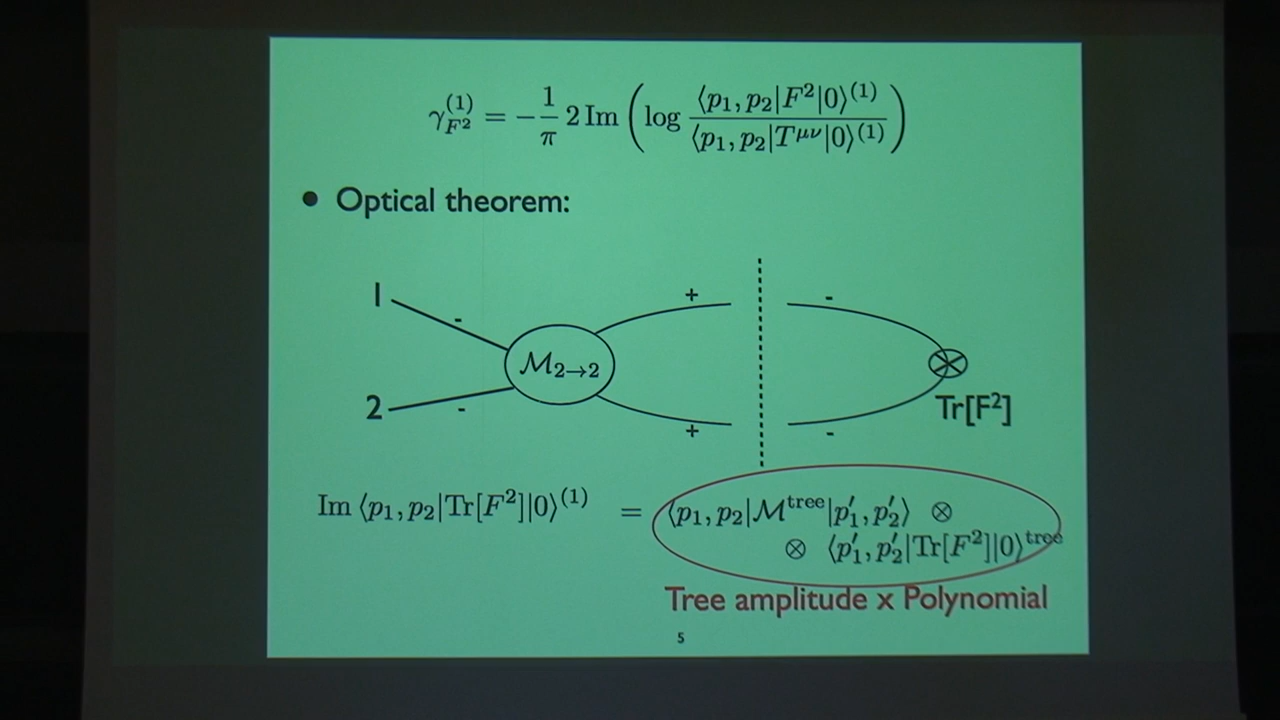 γ_{F²}^{(1)} = −1/π 2 Im ( log ⟨p₁, p₂|F²|0⟩^{(1)} / ⟨p₁, p₂|T^{μν}|0⟩^{(1)} )
• Optical theorem:
1 - + -
M_{2→2}
2 - + -
Tr[F²]
Im ⟨p₁, p₂|Tr[F²]|0⟩^{(1)} = ⟨p₁, p₂|M^{tree}|p′₁, p′₂⟩ ⊗
⊗ ⟨p′₁, p′₂|Tr[F²]|0⟩^{tree}
Tree amplitude x Polynomial
5